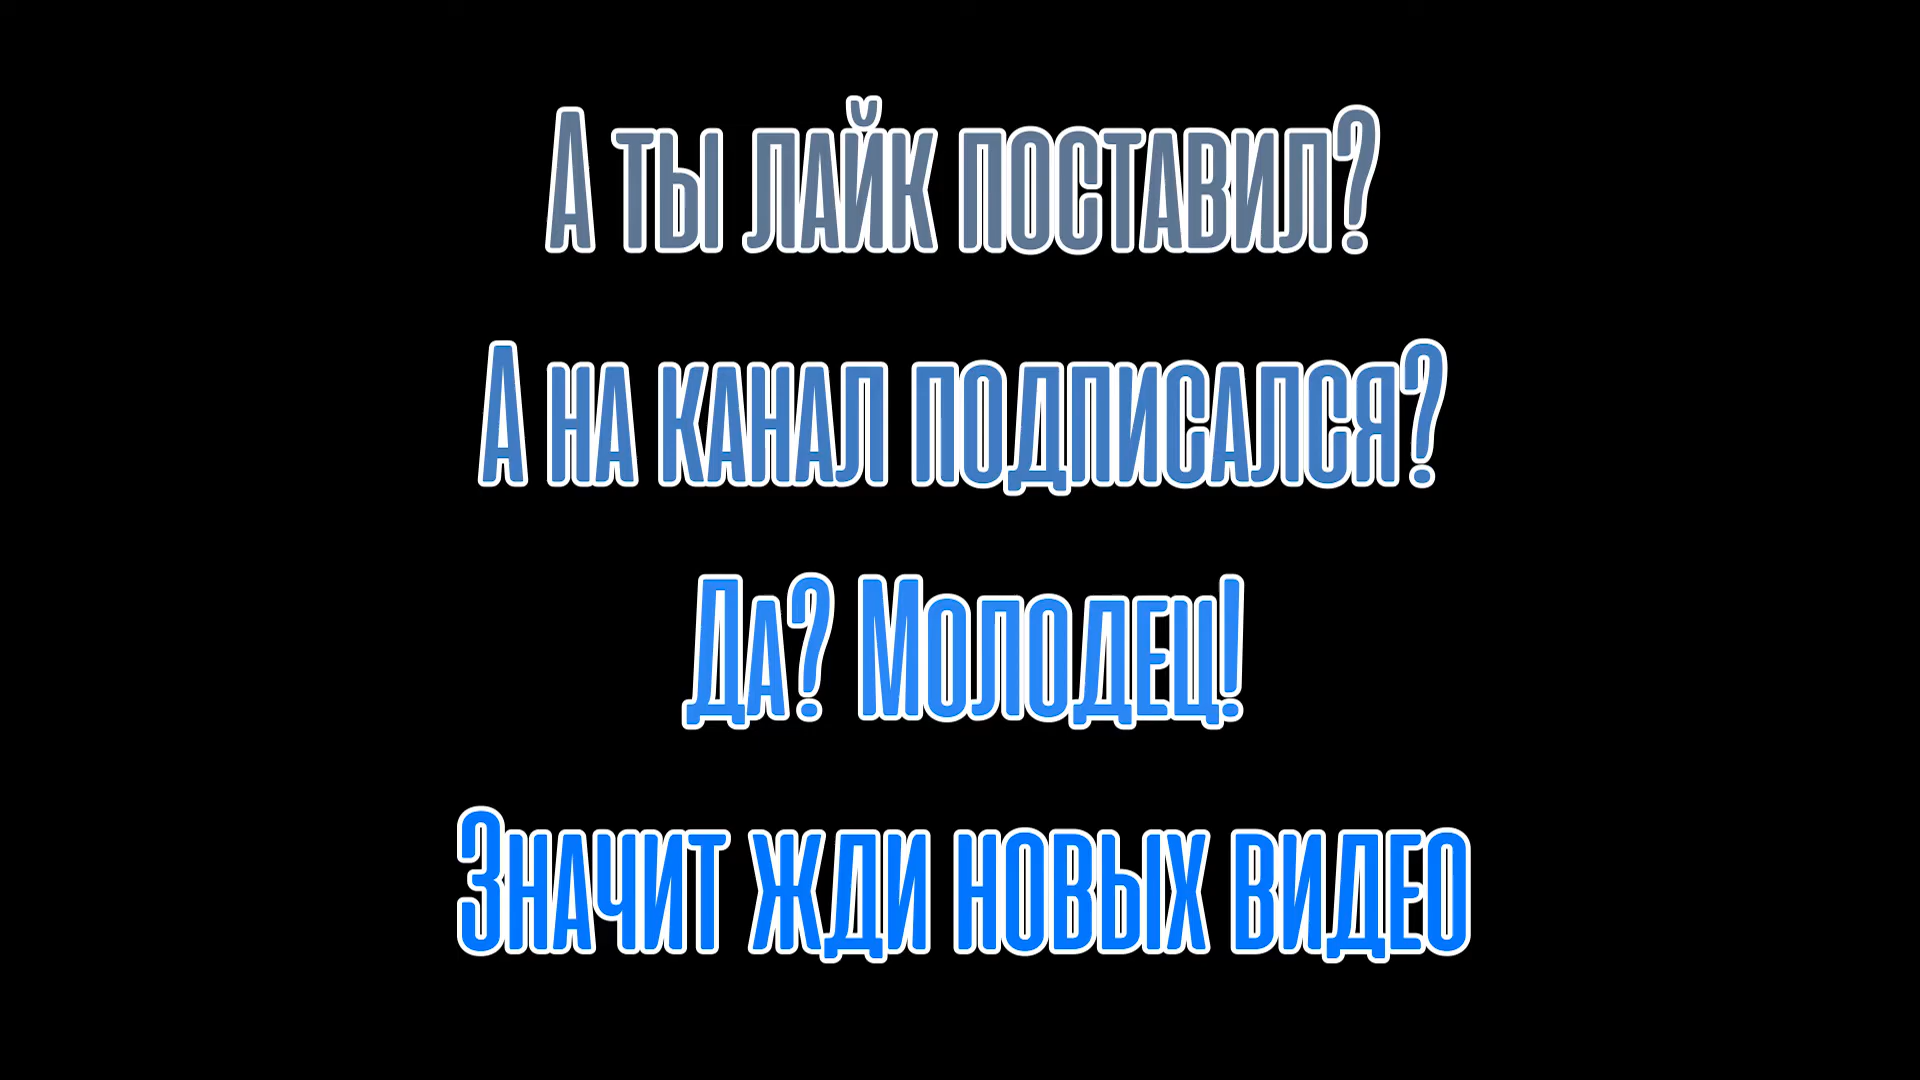 А ты лайк поставил?
А на канал подписался?
Да? Молодец!
Значит жди новых видео